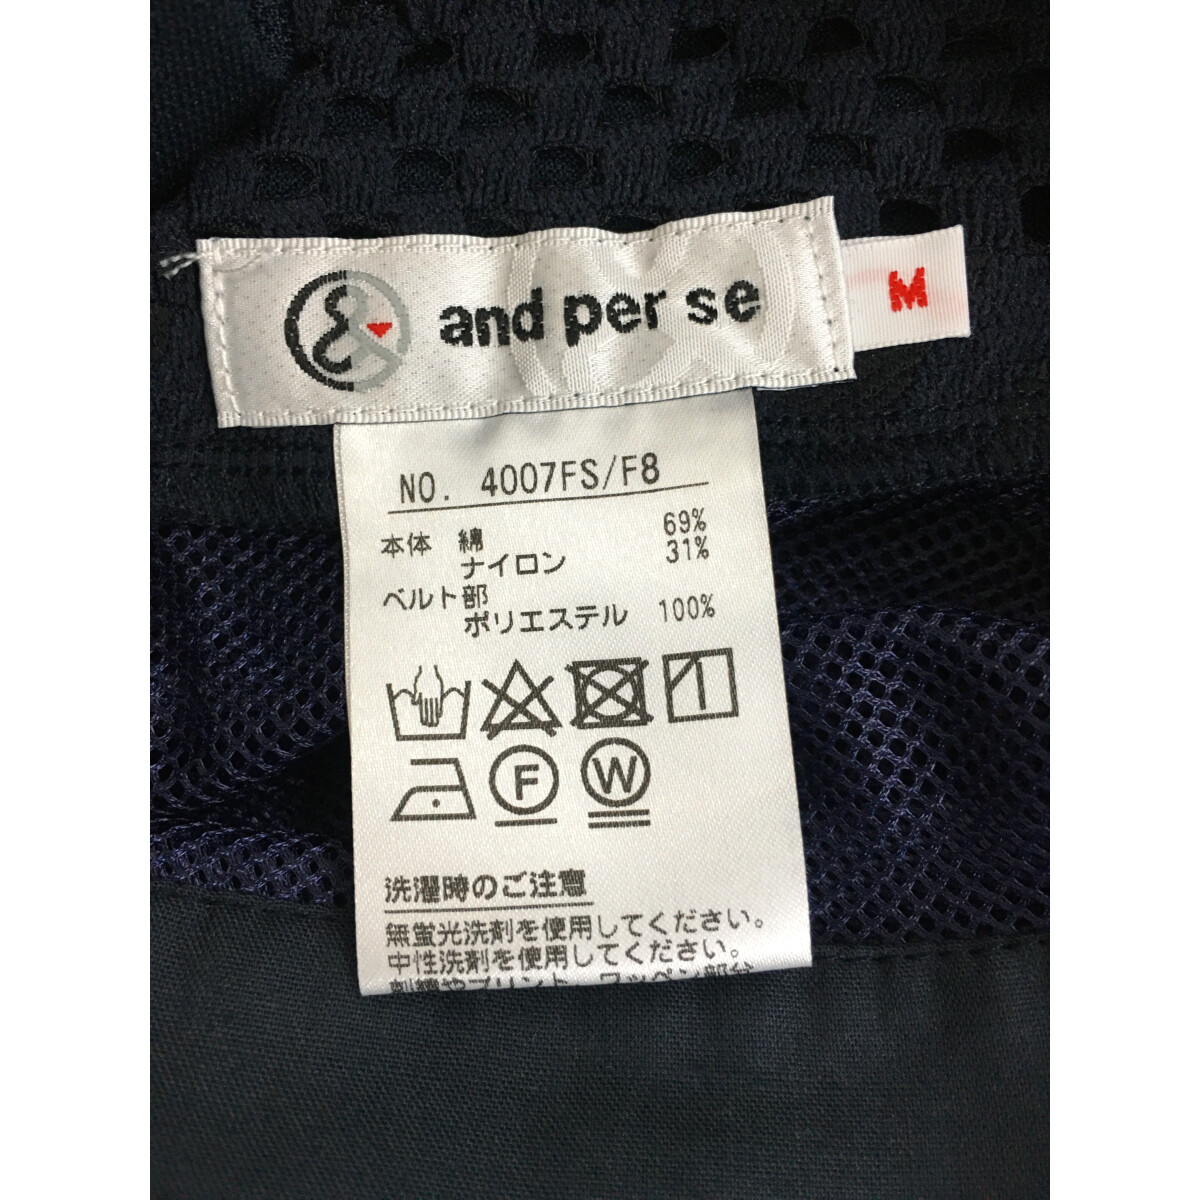 and per se
M
NO. 4007FS/F8
本体 綿 69%
ナイロン 31%
ベルト部
ポリエステル 100%
F
W
洗濯時のご注意
無蛍光洗剤を使用してください。
中性洗剤を使用してください。